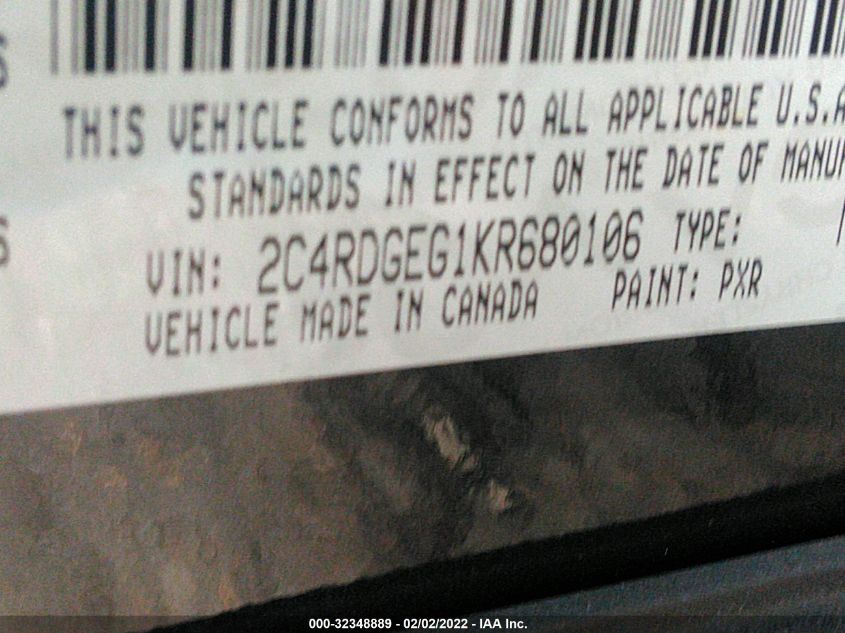 THIS VEHICLE CONFORMS TO ALL APPLICABLE U.S.A
STANDARDS IN EFFECT ON THE DATE OF
VIN: 2C4RDGEG1KR680106 TYPE:
VEHICLE MADE IN CANADA PAINT: PXR
000-32348889 — 02/02/2022 - IAA Inc.